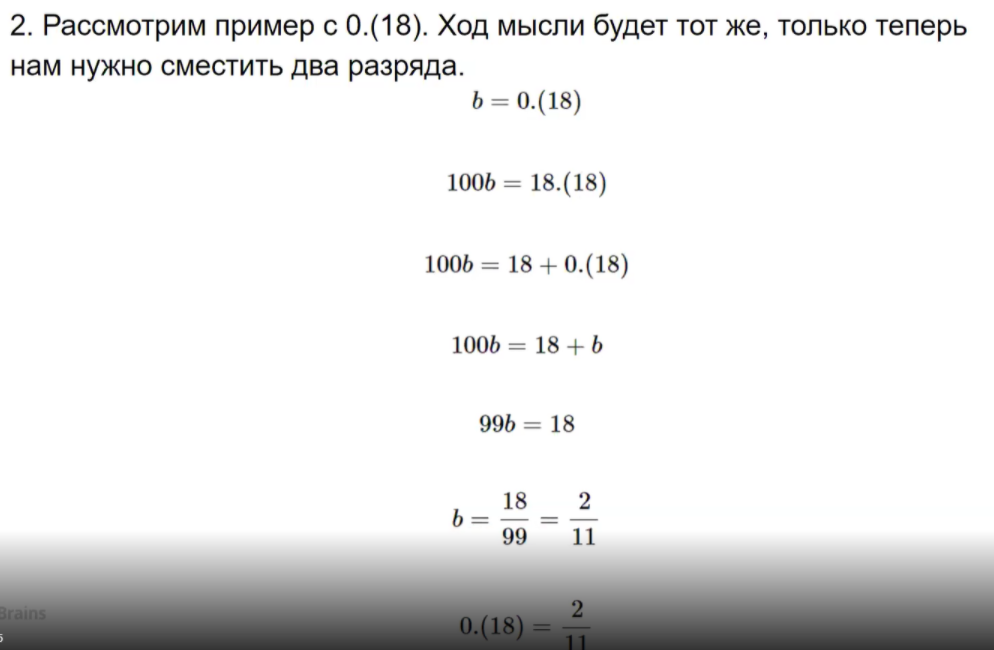 2. Рассмотрим пример с 0.(18). Ход мысли будет тот же, только теперь
нам нужно сместить два разряда.
b = 0.(18)
100b = 18.(18)
100b = 18 + 0.(18)
100b = 18 + b
99b = 18
b = 18/99 = 2/11
Brains
0.(18) = 2/11